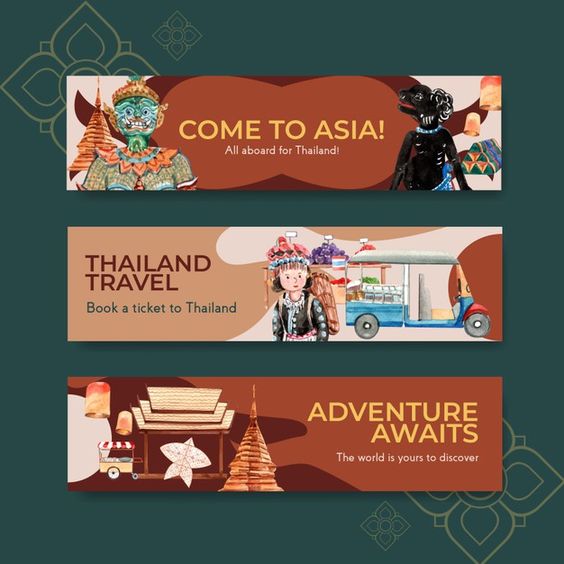 COME TO ASIA!
All aboard for Thailand!
THAILAND
TRAVEL
Book a ticket to Thailand
ADVENTURE
AWAITS
The world is yours to discover